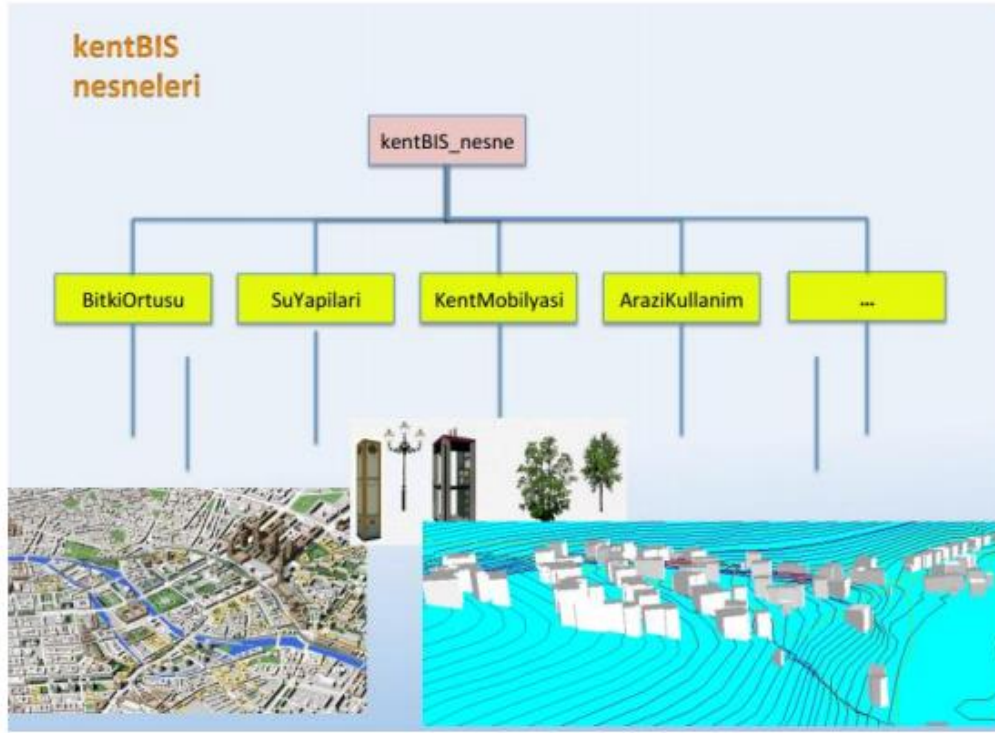 kentBIS
nesneleri
kentBIS_nesne
BitkiOrtusu
SuYapilari
KentMobilyasi
AraziKullanim
...